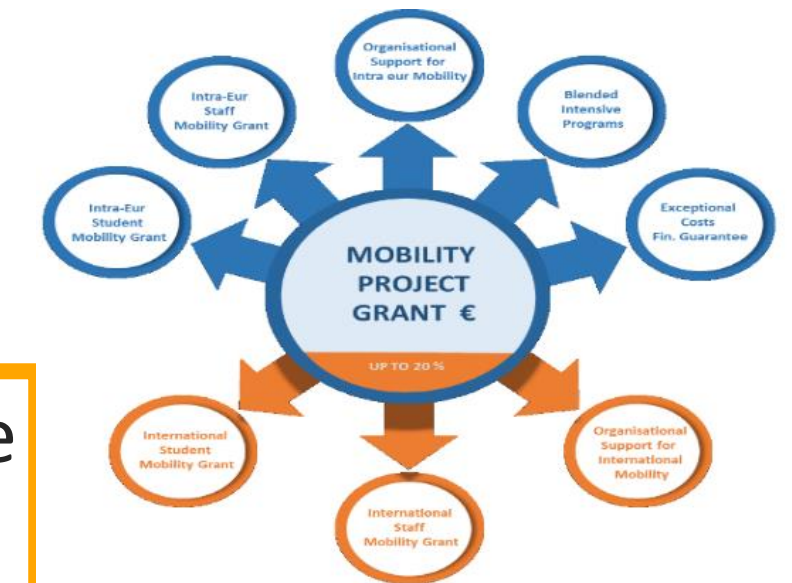 Organisational
Support for
Intra eur Mobility
Intra-Eur
Staff
Mobility Grant
Blended
Intensive
Programs
Intra-Eur
Student
Mobility Grant
Exceptional
Costs
Fin. Guarantee
MOBILITY
PROJECT
GRANT €
UP TO 20 %
International
Student
Mobility Grant
International
Staff
Mobility Grant
Organisational
Support for
International
Mobility
e